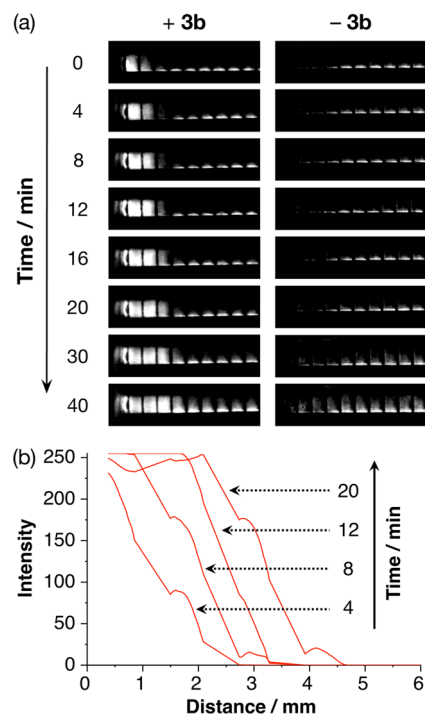 (a) + 3b – 3b
0
4
8
12
16
20
30
40
Time / min
(b)
250
200
150
100
50
0
Intensity
20
12
8
4
Time / min
0 1 2 3 4 5 6
Distance / mm